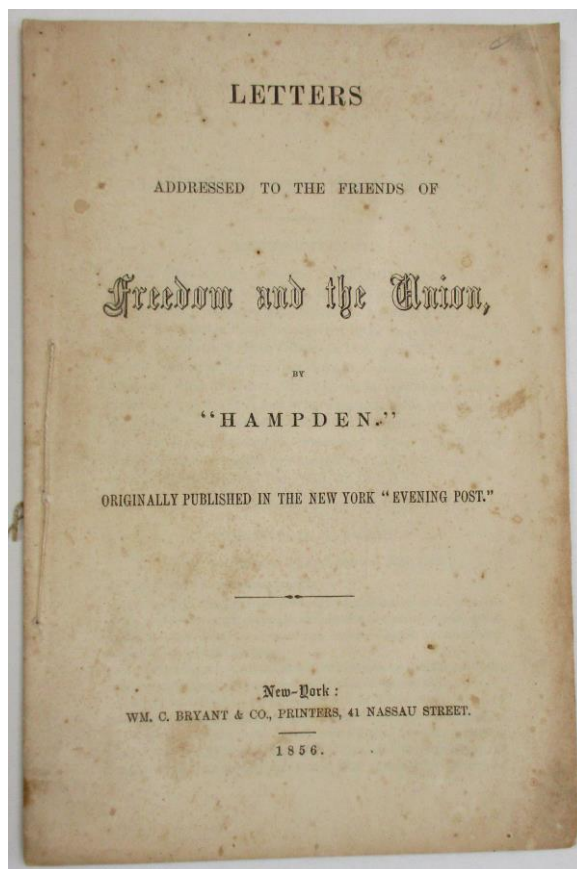 LETTERS
ADDRESSED TO THE FRIENDS OF
Freedom and the Union,
BY
“HAMPDEN.”
ORIGINALLY PUBLISHED IN THE NEW YORK “EVENING POST.”
New-York:
WM. C. BRYANT & CO., PRINTERS, 41 NASSAU STREET.
1856.